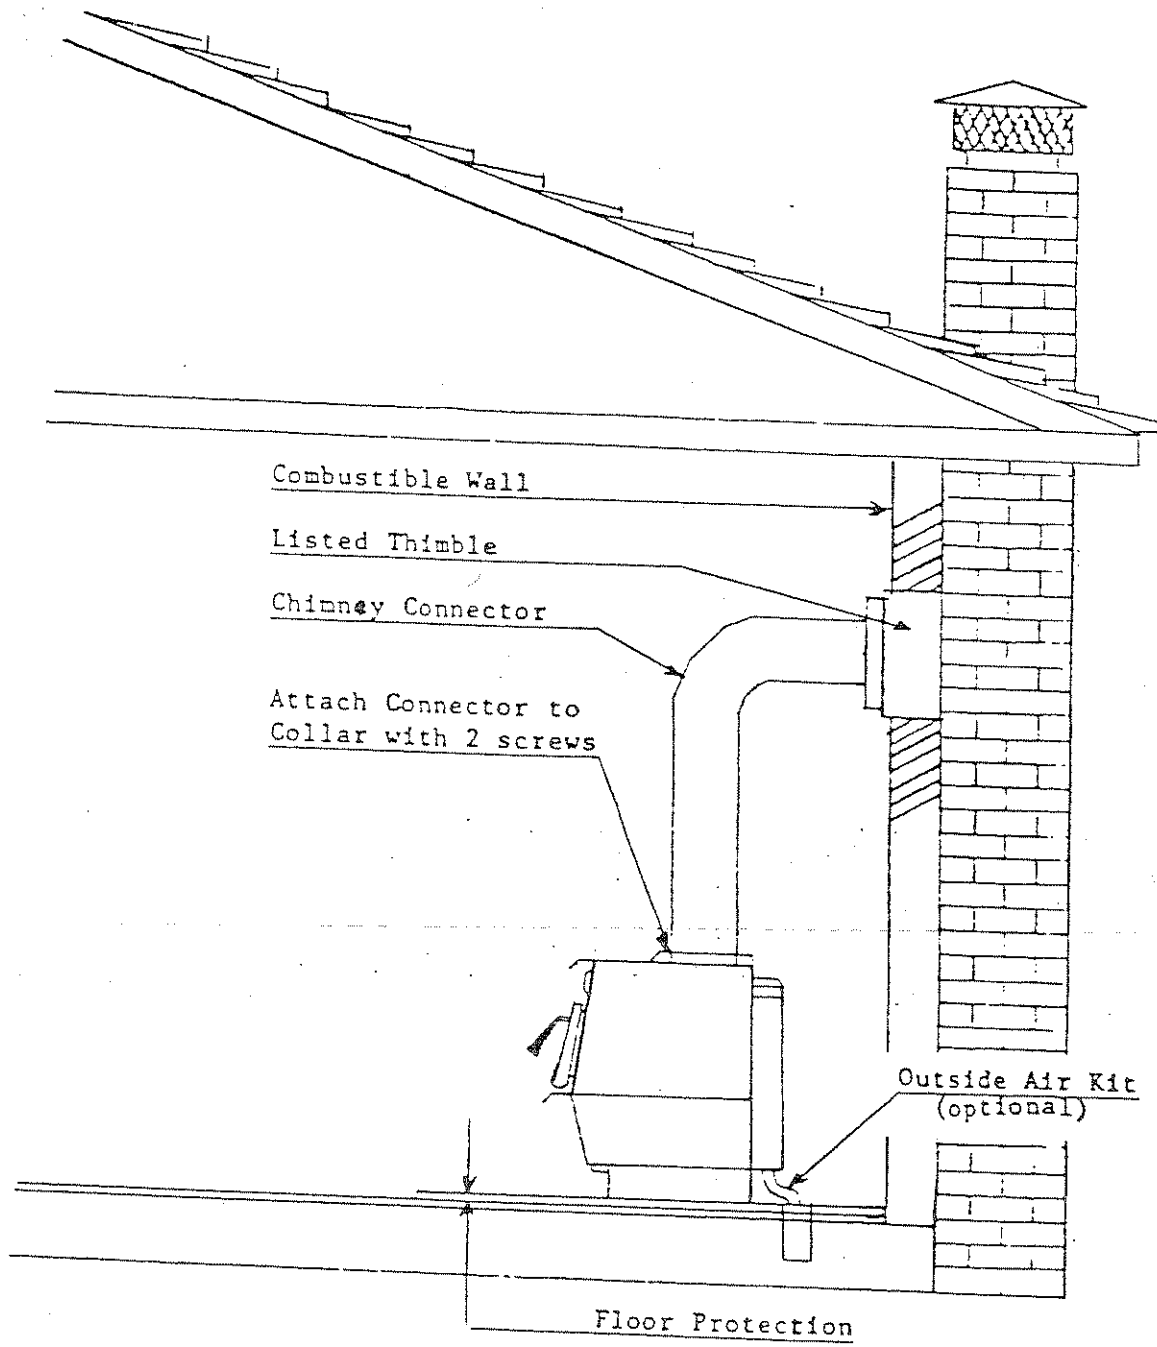 Combustible Wall
Listed Thimble
Chimney Connector
Attach Connector to
Collar with 2 screws
Outside Air Kit
(optional)
Floor Protection